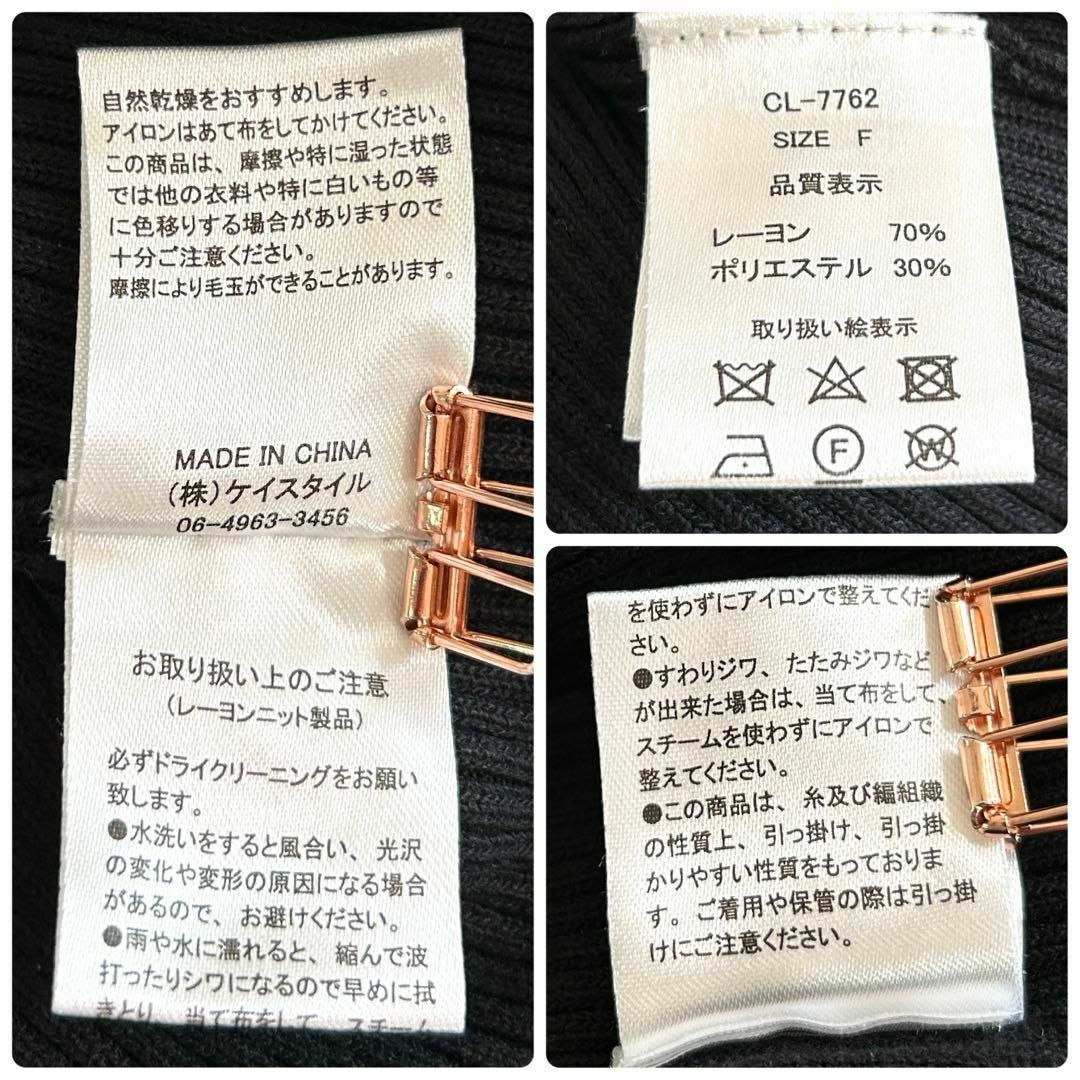 自然乾燥をおすすめします。
アイロンはあて布をしてかけてください。
この商品は、摩擦や特に湿った状態
では他の衣料や特に白いもの等
に色移りする場合がありますので
十分ご注意ください。
摩擦により毛玉ができることがあります。
MADE IN CHINA
(株)ケイスタイル
06-4963-3456
お取り扱い上のご注意
(レーヨンニット製品)
必ずドライクリーニングをお願い
致します。
●水洗いをすると風合い、光沢
の変化や変形の原因になる場合
があるので、お避けください。
●雨や水に濡れると、縮んで波
打ったりシワになるので早めに拭
きとり、当て布をして、スチーム
CL-7762
SIZE F
品質表示
レーヨン 70%
ポリエステル 30%
取り扱い絵表示
F
W
を使わずにアイロンで整えてくだ
さい。
●すわりジワ、たたみジワなど
が出来た場合は、当て布をして、
スチームを使わずにアイロンで
整えてください。
●この商品は、糸及び編組織
の性質上、引っ掛け、引っ掛
かりやすい性質をもっておりま
す。ご着用や保管の際は引っ掛
けにご注意ください。